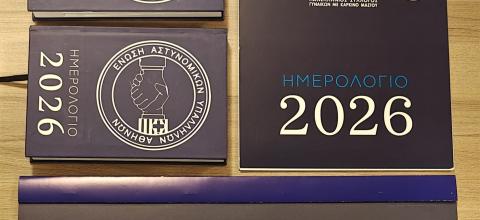 ΗΜΕΡΟΛΟΓΙΟ
2026
ΕΝΩΣΗ ΑΣΤΥΝΟΜΙΚΩΝ ΥΠΑΛΛΗΛΩΝ ΑΘΗΝΩΝ
ΓΥΝΑΙΚΩΝ ΜΕ ΚΑΡΚΙΝΟ ΜΑΣΤΟΥ
ΗΜΕΡΟΛΟΓΙΟ
2026